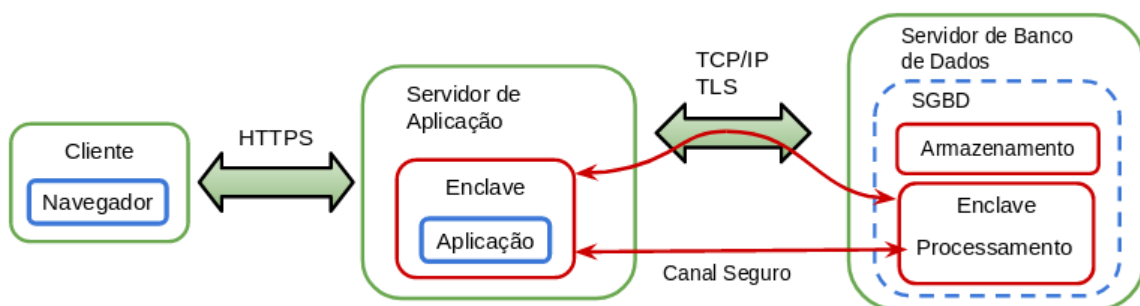 Cliente
Navegador
HTTPS
Servidor de
Aplicação
Enclave
Aplicação
TCP/IP
TLS
Canal Seguro
Servidor de Banco
de Dados
SGBD
Armazenamento
Enclave
Processamento